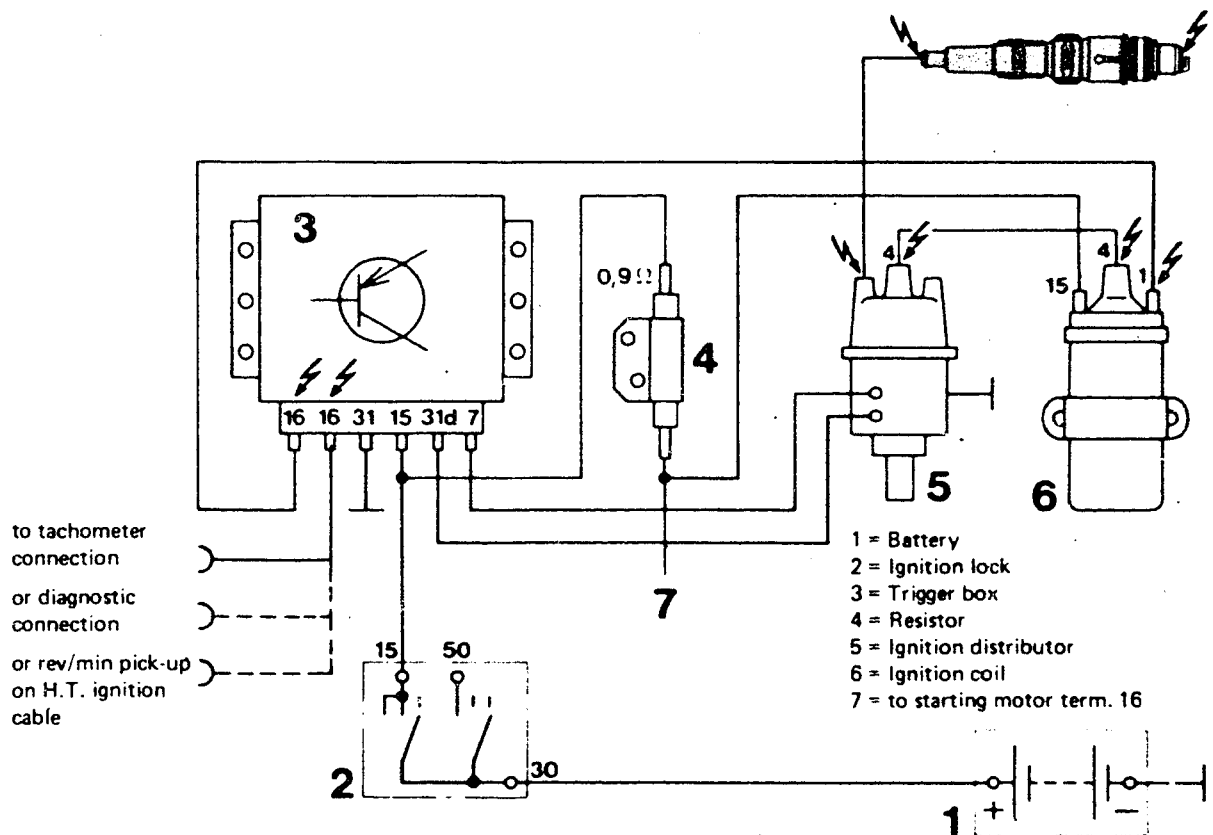 3
0,9 Ω
4
4
4
15
1
16 16 31 15 31d 7
5
6
to tachometer
connection
or diagnostic
connection
or rev/min pick-up
on H.T. ignition
cable
7
1 = Battery
2 = Ignition lock
3 = Trigger box
4 = Resistor
5 = Ignition distributor
6 = Ignition coil
7 = to starting motor term. 16
15 50
2
30
1
+ −